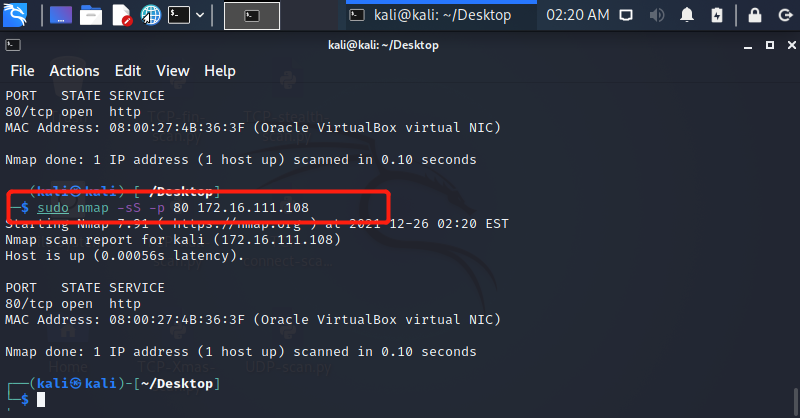 kali@kali: ~/Desktop
02:20 AM
kali@kali: ~/Desktop
File Actions Edit View Help
PORT   STATE SERVICE
80/tcp open  http
MAC Address: 08:00:27:4B:36:3F (Oracle VirtualBox virtual NIC)
Nmap done: 1 IP address (1 host up) scanned in 0.10 seconds
(kali㉿kali)-[~/Desktop]
$ sudo nmap -sS -p 80 172.16.111.108
Starting Nmap 7.91 ( https://nmap.org ) at 2021-12-26 02:20 EST
Nmap scan report for kali (172.16.111.108)
Host is up (0.00056s latency).
PORT   STATE SERVICE
80/tcp open  http
MAC Address: 08:00:27:4B:36:3F (Oracle VirtualBox virtual NIC)
Nmap done: 1 IP address (1 host up) scanned in 0.10 seconds
Home
(kali㉿kali)-[~/Desktop]
$